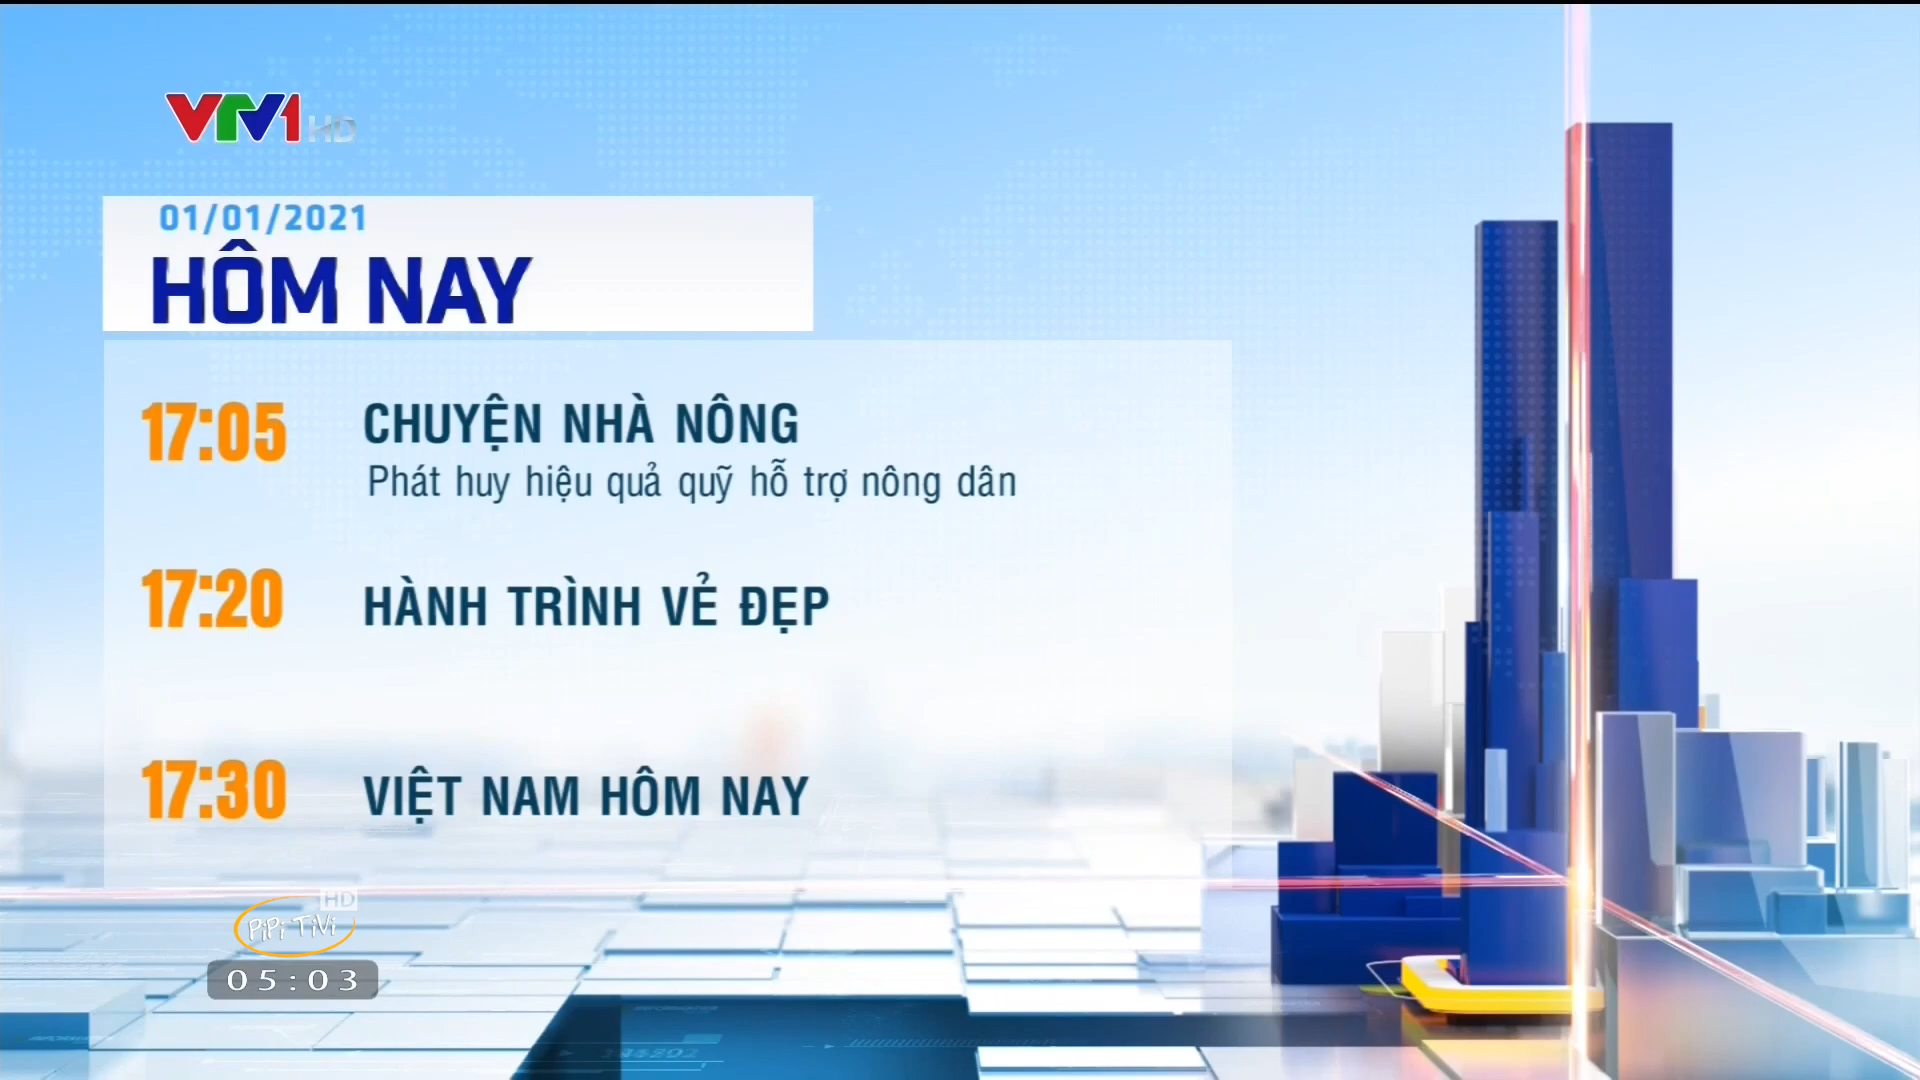 VTV1 HD
01/01/2021
HÔM NAY
17:05 CHUYỆN NHÀ NÔNG
Phát huy hiệu quả quỹ hỗ trợ nông dân
17:20 HÀNH TRÌNH VẺ ĐẸP
17:30 VIỆT NAM HÔM NAY
HD
PiPi TiVi
05:03